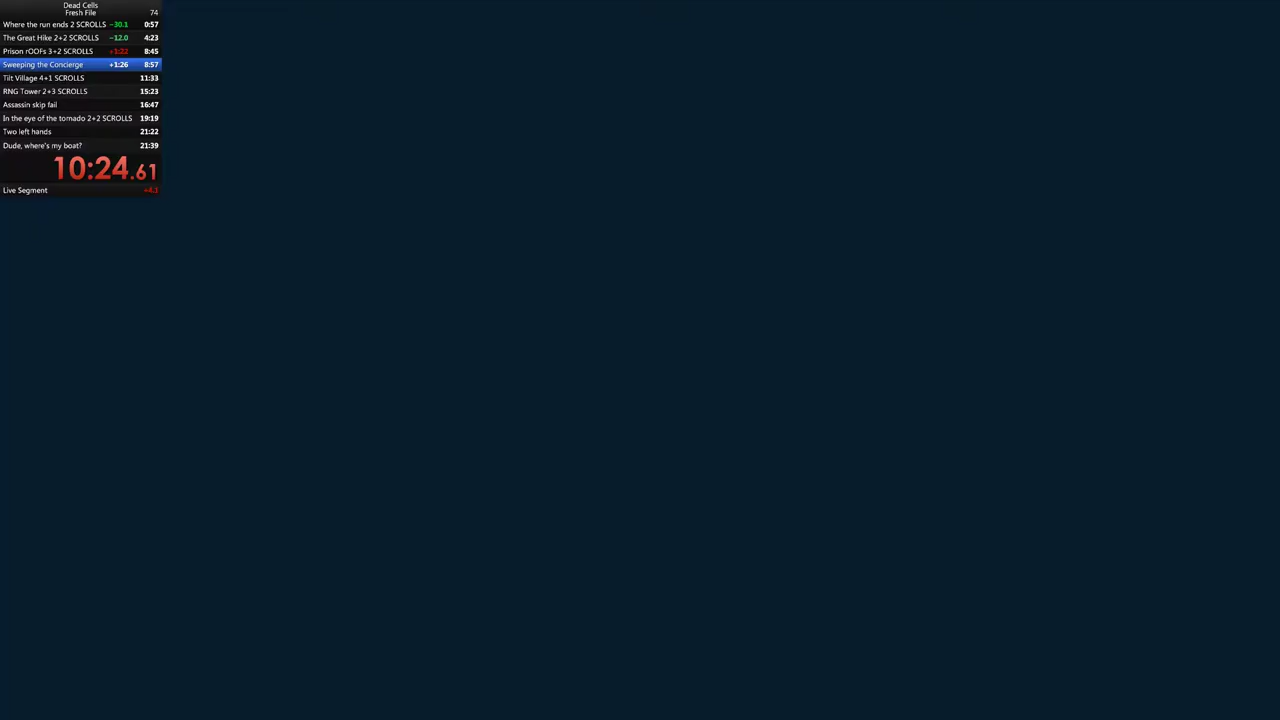 Dead Cells
Fresh File 74
Where the run ends 2 SCROLLS −30.1 0:57
The Great Hike 2+2 SCROLLS −12.0 4:23
Prison rOOFs 3+2 SCROLLS +1:22 8:45
Sweeping the Concierge +1:26 8:57
Tilt Village 4+1 SCROLLS 11:33
RNG Tower 2+3 SCROLLS 15:23
Assassin skip fail 16:47
In the eye of the tornado 2+2 SCROLLS 19:19
Two left hands 21:22
Dude, where's my boat? 21:39
10:24.61
Live Segment +4.1